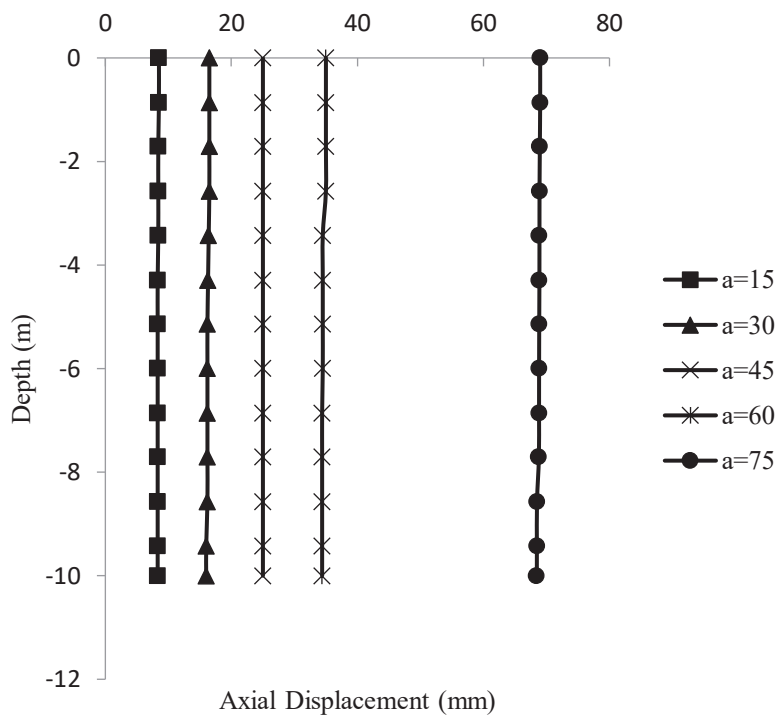 0 20 40 60 80
0
-2
-4
-6
-8
-10
-12
Depth (m)
a=15
a=30
a=45
a=60
a=75
Axial Displacement (mm)